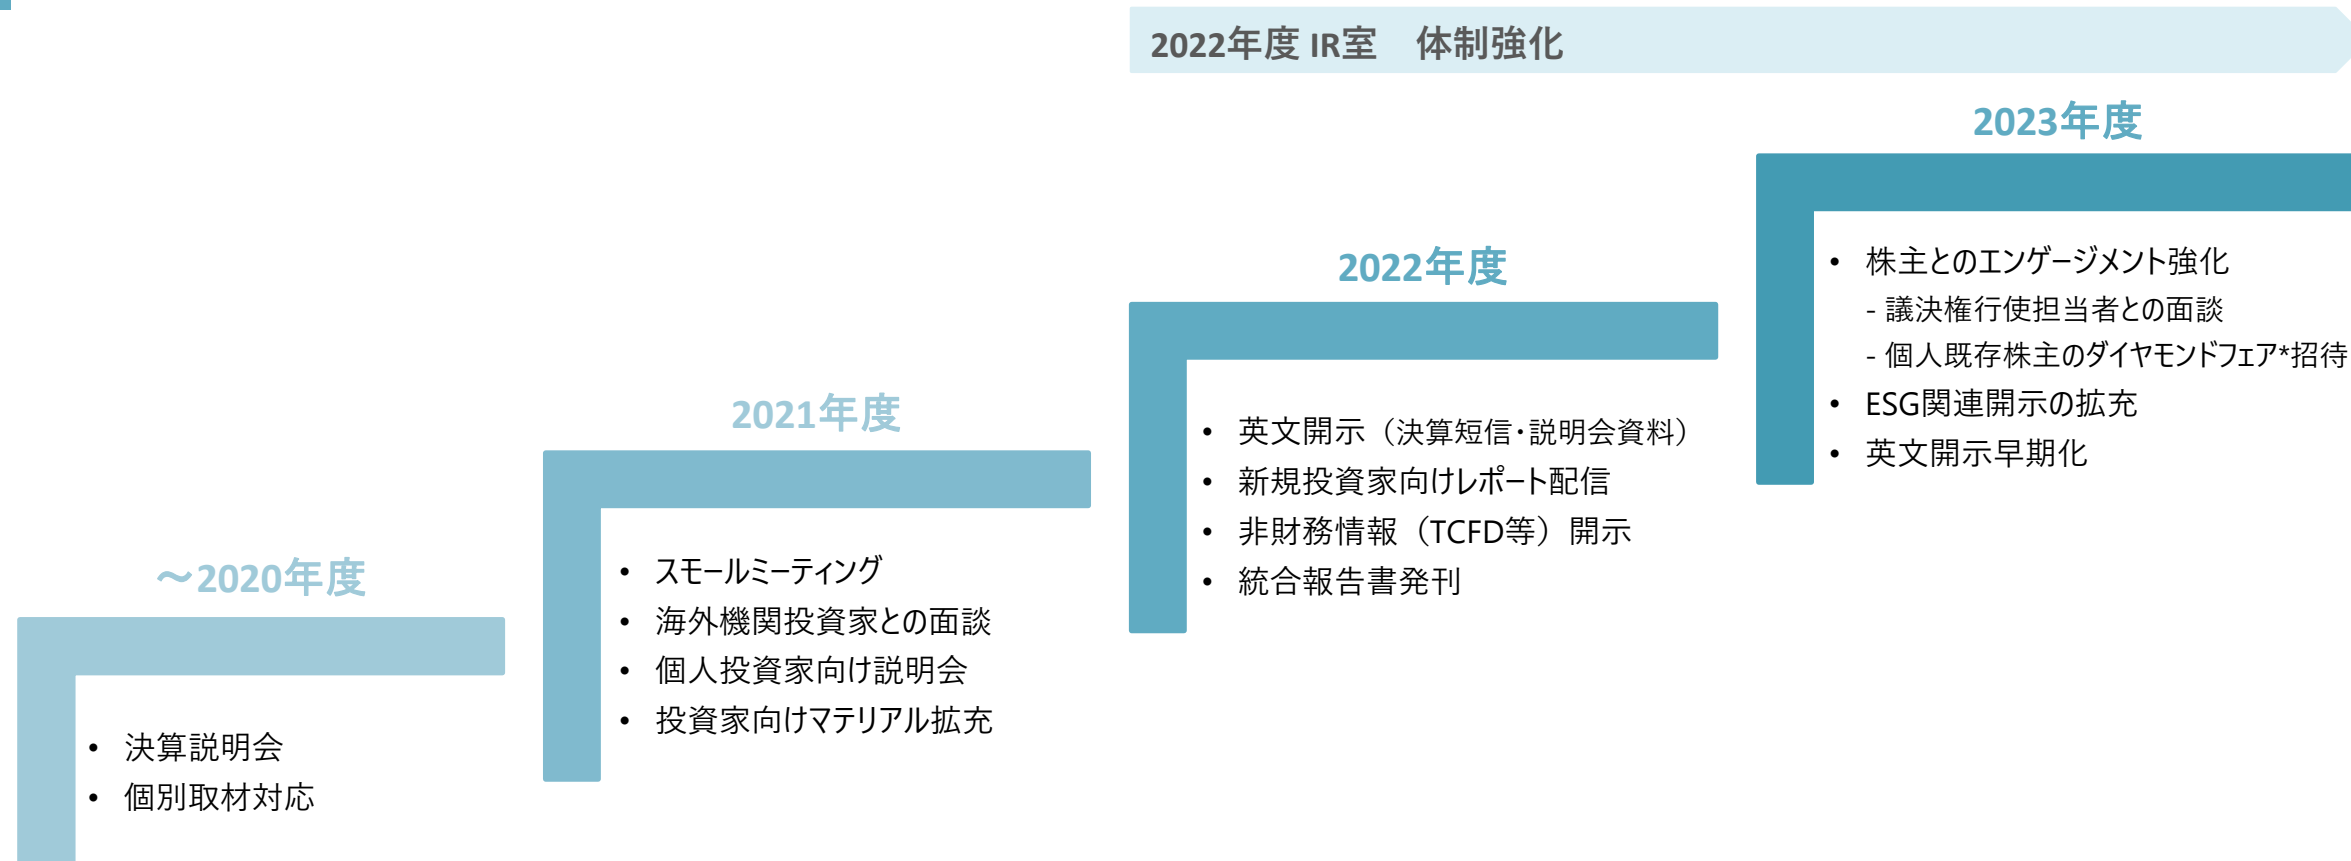 2022年度 IR室　体制強化
～2020年度
• 決算説明会
• 個別取材対応
2021年度
• スモールミーティング
• 海外機関投資家との面談
• 個人投資家向け説明会
• 投資家向けマテリアル拡充
2022年度
• 英文開示（決算短信・説明会資料）
• 新規投資家向けレポート配信
• 非財務情報（TCFD等）開示
• 統合報告書発刊
2023年度
• 株主とのエンゲージメント強化
- 議決権行使担当者との面談
- 個人既存株主のダイヤモンドフェア*招待
• ESG関連開示の拡充
• 英文開示早期化